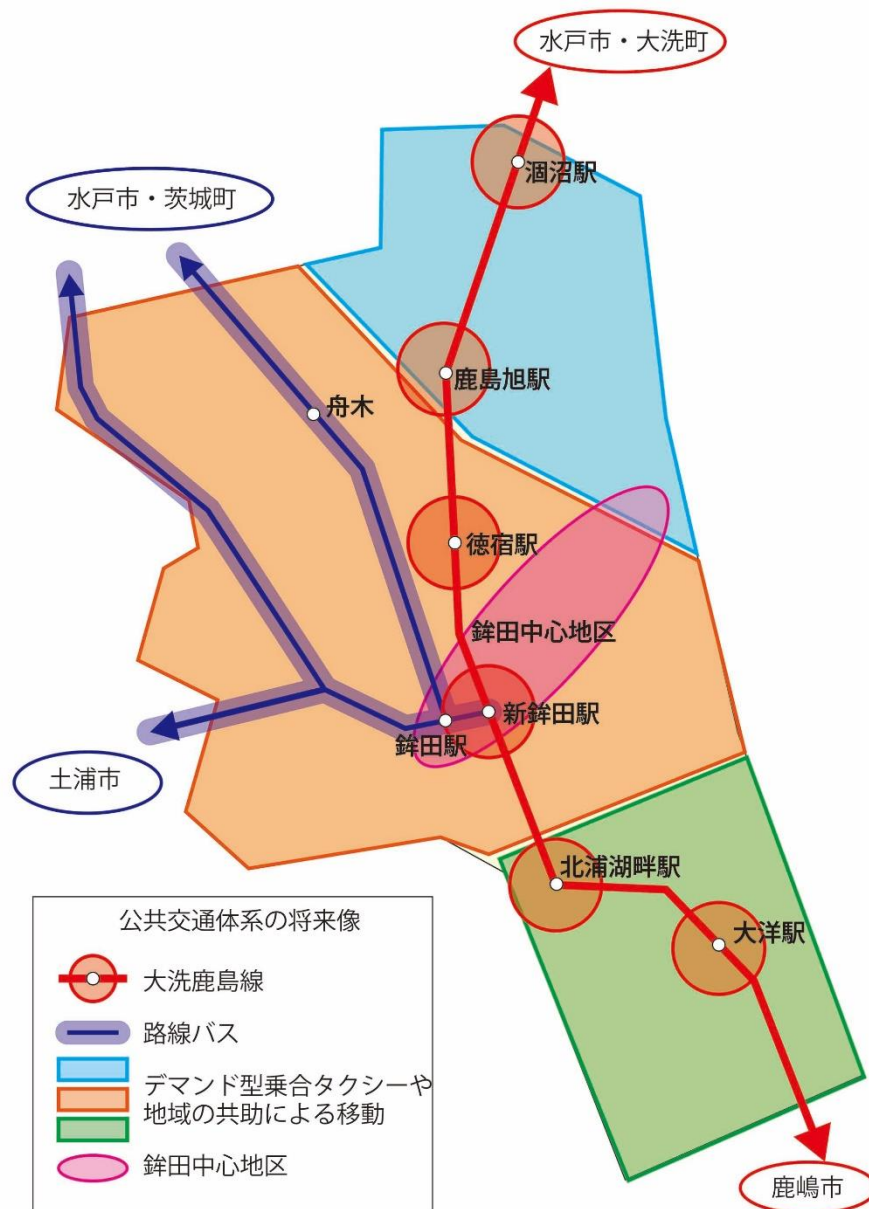 水戸市・大洗町
涸沼駅
水戸市・茨城町
鹿島旭駅
舟木
徳宿駅
鉾田中心地区
新鉾田駅
鉾田駅
土浦市
北浦湖畔駅
大洋駅
鹿嶋市
公共交通体系の将来像
大洗鹿島線
路線バス
デマンド型乗合タクシーや
地域の共助による移動
鉾田中心地区